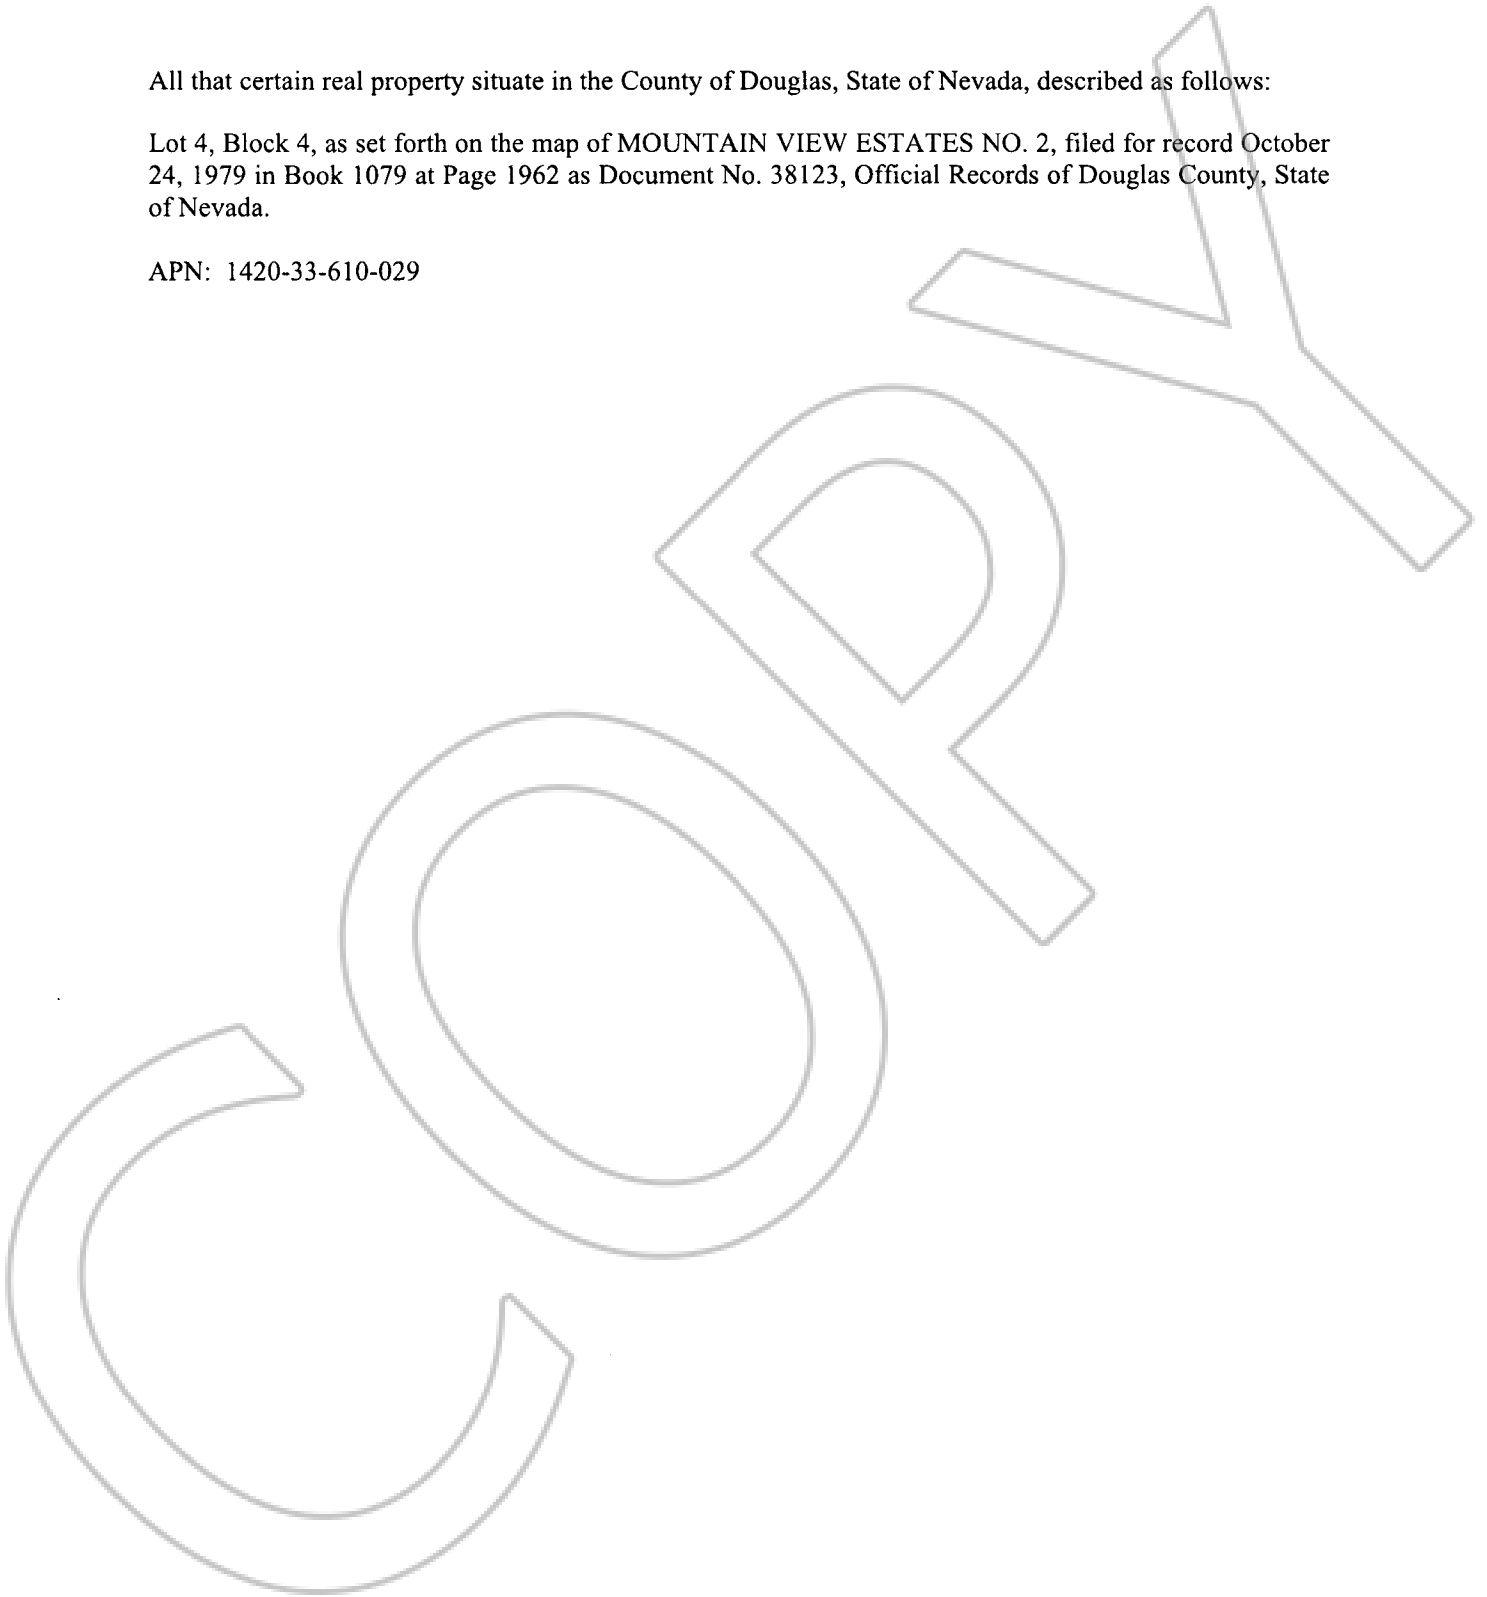 All that certain real property situate in the County of Douglas, State of Nevada, described as follows:
Lot 4, Block 4, as set forth on the map of MOUNTAIN VIEW ESTATES NO. 2, filed for record October
24, 1979 in Book 1079 at Page 1962 as Document No. 38123, Official Records of Douglas County, State
of Nevada.
APN: 1420-33-610-029
COPY